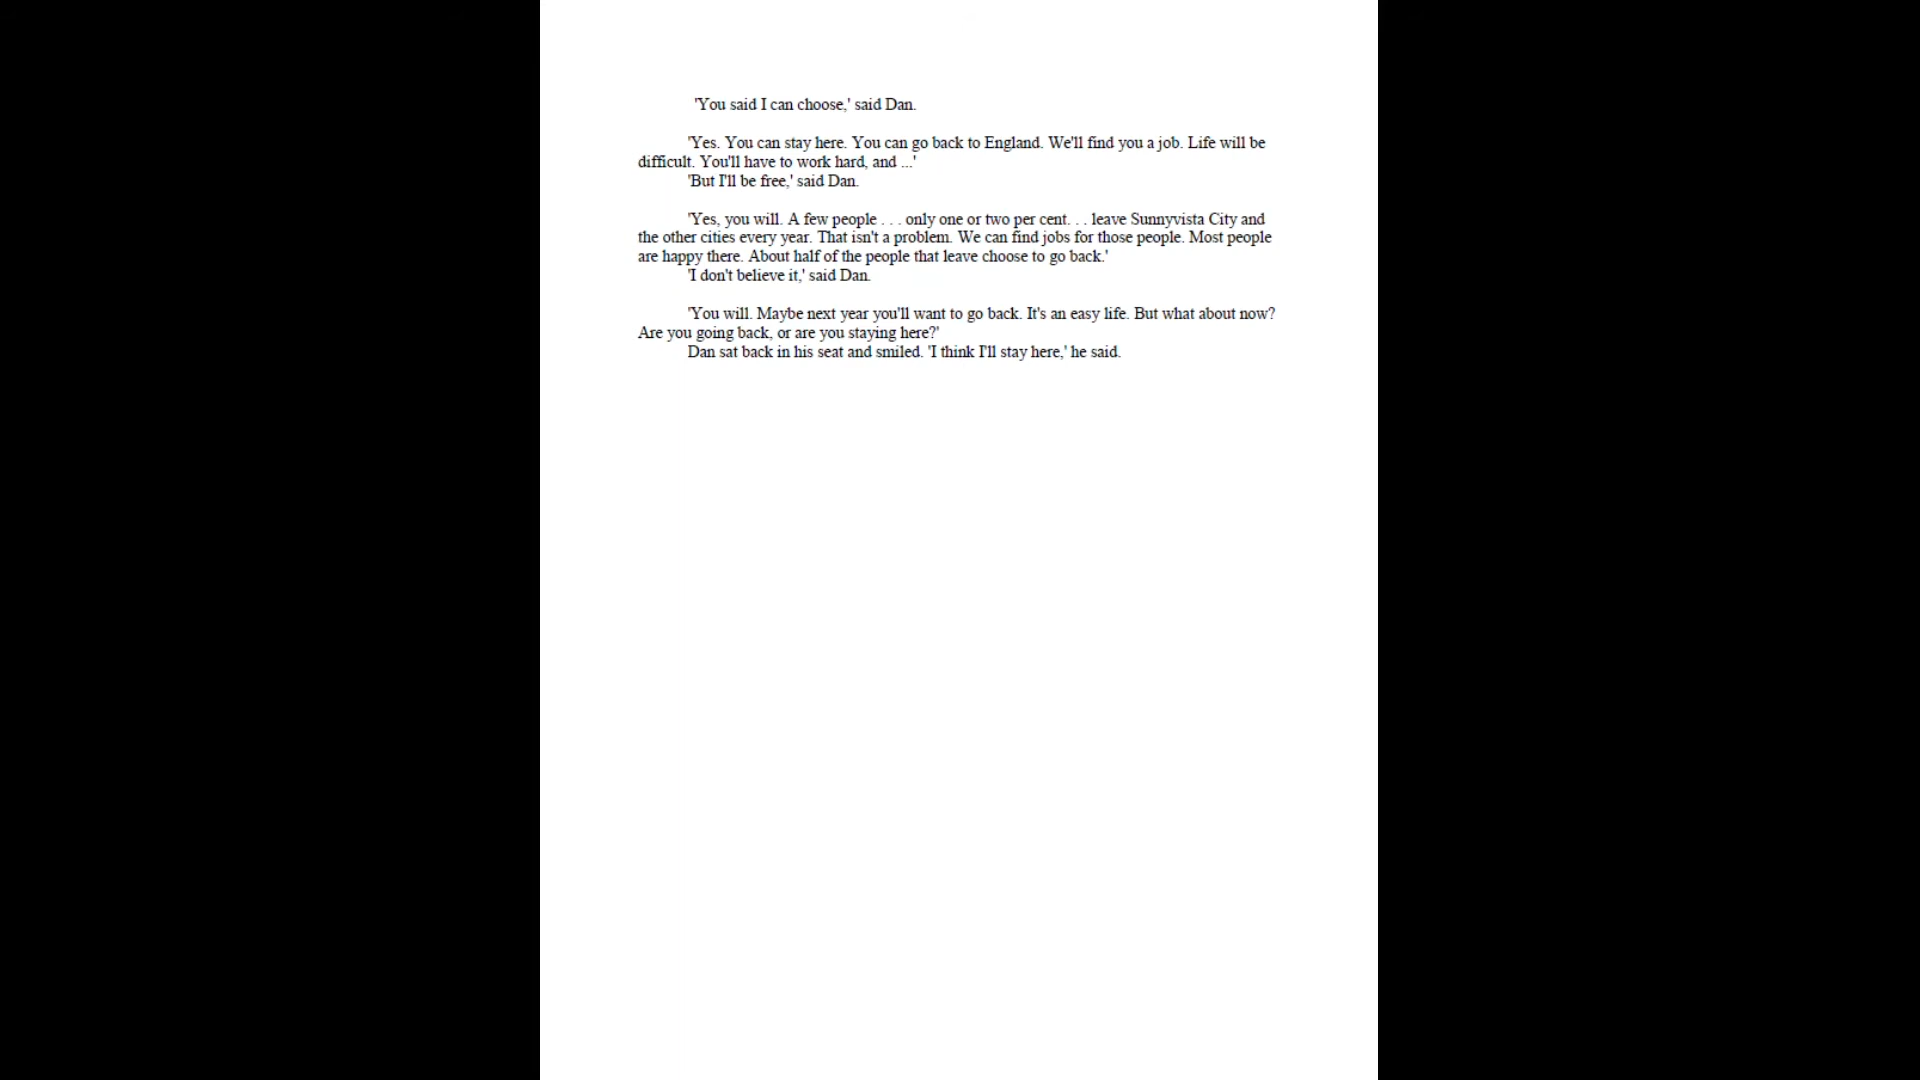 'You said I can choose,' said Dan.
'Yes. You can stay here. You can go back to England. We'll find you a job. Life will be
difficult. You'll have to work hard, and ...'
'But I'll be free,' said Dan.
'Yes, you will. A few people . . . only one or two per cent. . . leave Sunnyvista City and
the other cities every year. That isn't a problem. We can find jobs for those people. Most people
are happy there. About half of the people that leave choose to go back.'
'I don't believe it,' said Dan.
'You will. Maybe next year you'll want to go back. It's an easy life. But what about now?
Are you going back, or are you staying here?'
Dan sat back in his seat and smiled. 'I think I'll stay here,' he said.